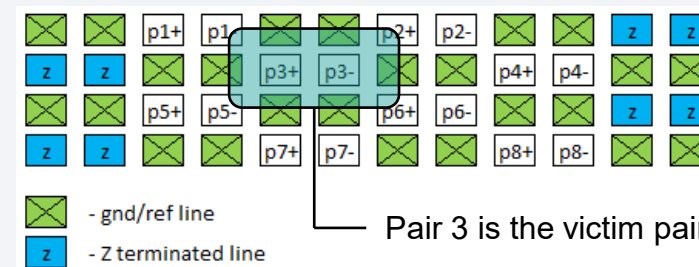 p1+ p1- p2+ p2- z z
z z p3+ p3- p4+ p4-
p5+ p5- p6+ p6- z z
z z p7+ p7- p8+ p8-
- gnd/ref line
z - Z terminated line
Pair 3 is the victim pair